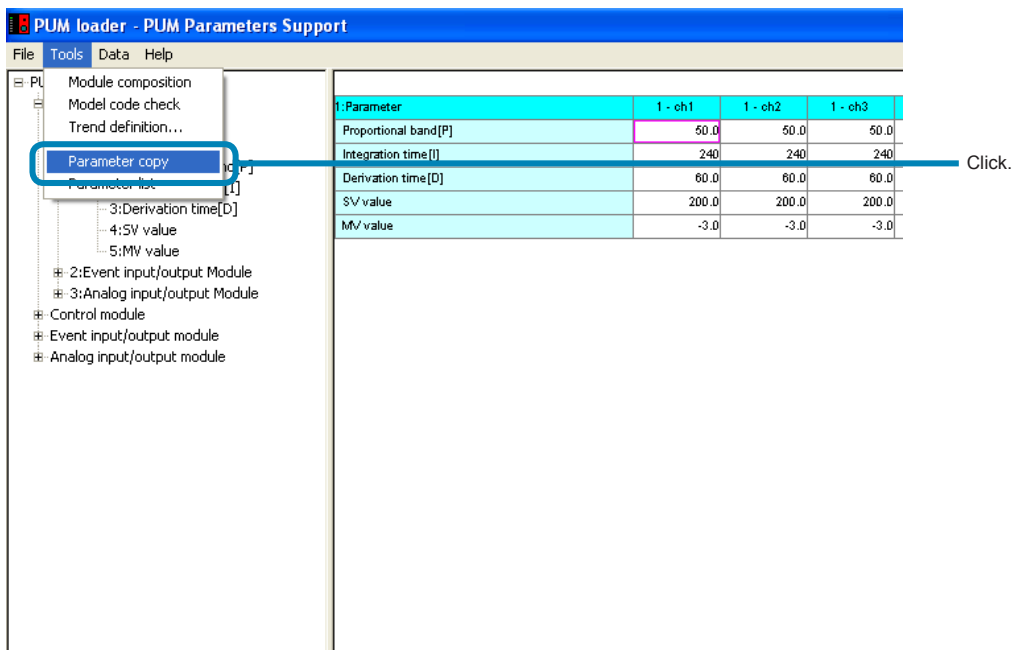 PUM loader - PUM Parameters Support
File Tools Data Help
Module composition
Model code check
Trend definition...
Parameter copy
Parameter list
[I]
3:Derivation time[D]
4:SV value
5:MV value
2:Event input/output Module
3:Analog input/output Module
Control module
Event input/output module
Analog input/output module
1:Parameter 1 - ch1 1 - ch2 1 - ch3
Proportional band[P] 50.0 50.0 50.0
Integration time[I] 240 240 240
Derivation time[D] 60.0 60.0 60.0
SV value 200.0 200.0 200.0
MV value -3.0 -3.0 -3.0
Click.